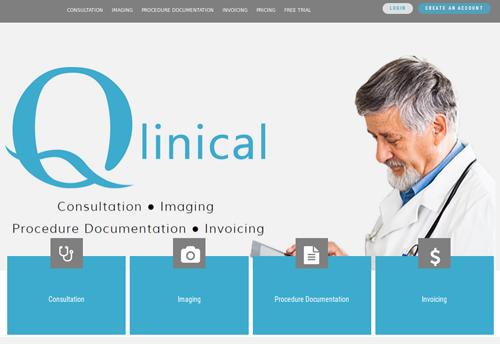 CONSULTATION IMAGING PROCEDURE DOCUMENTATION INVOICING PRICING FREE TRIAL LOGIN CREATE AN ACCOUNT
Qlinical
Consultation ● Imaging
Procedure Documentation ● Invoicing
Consultation Imaging Procedure Documentation Invoicing